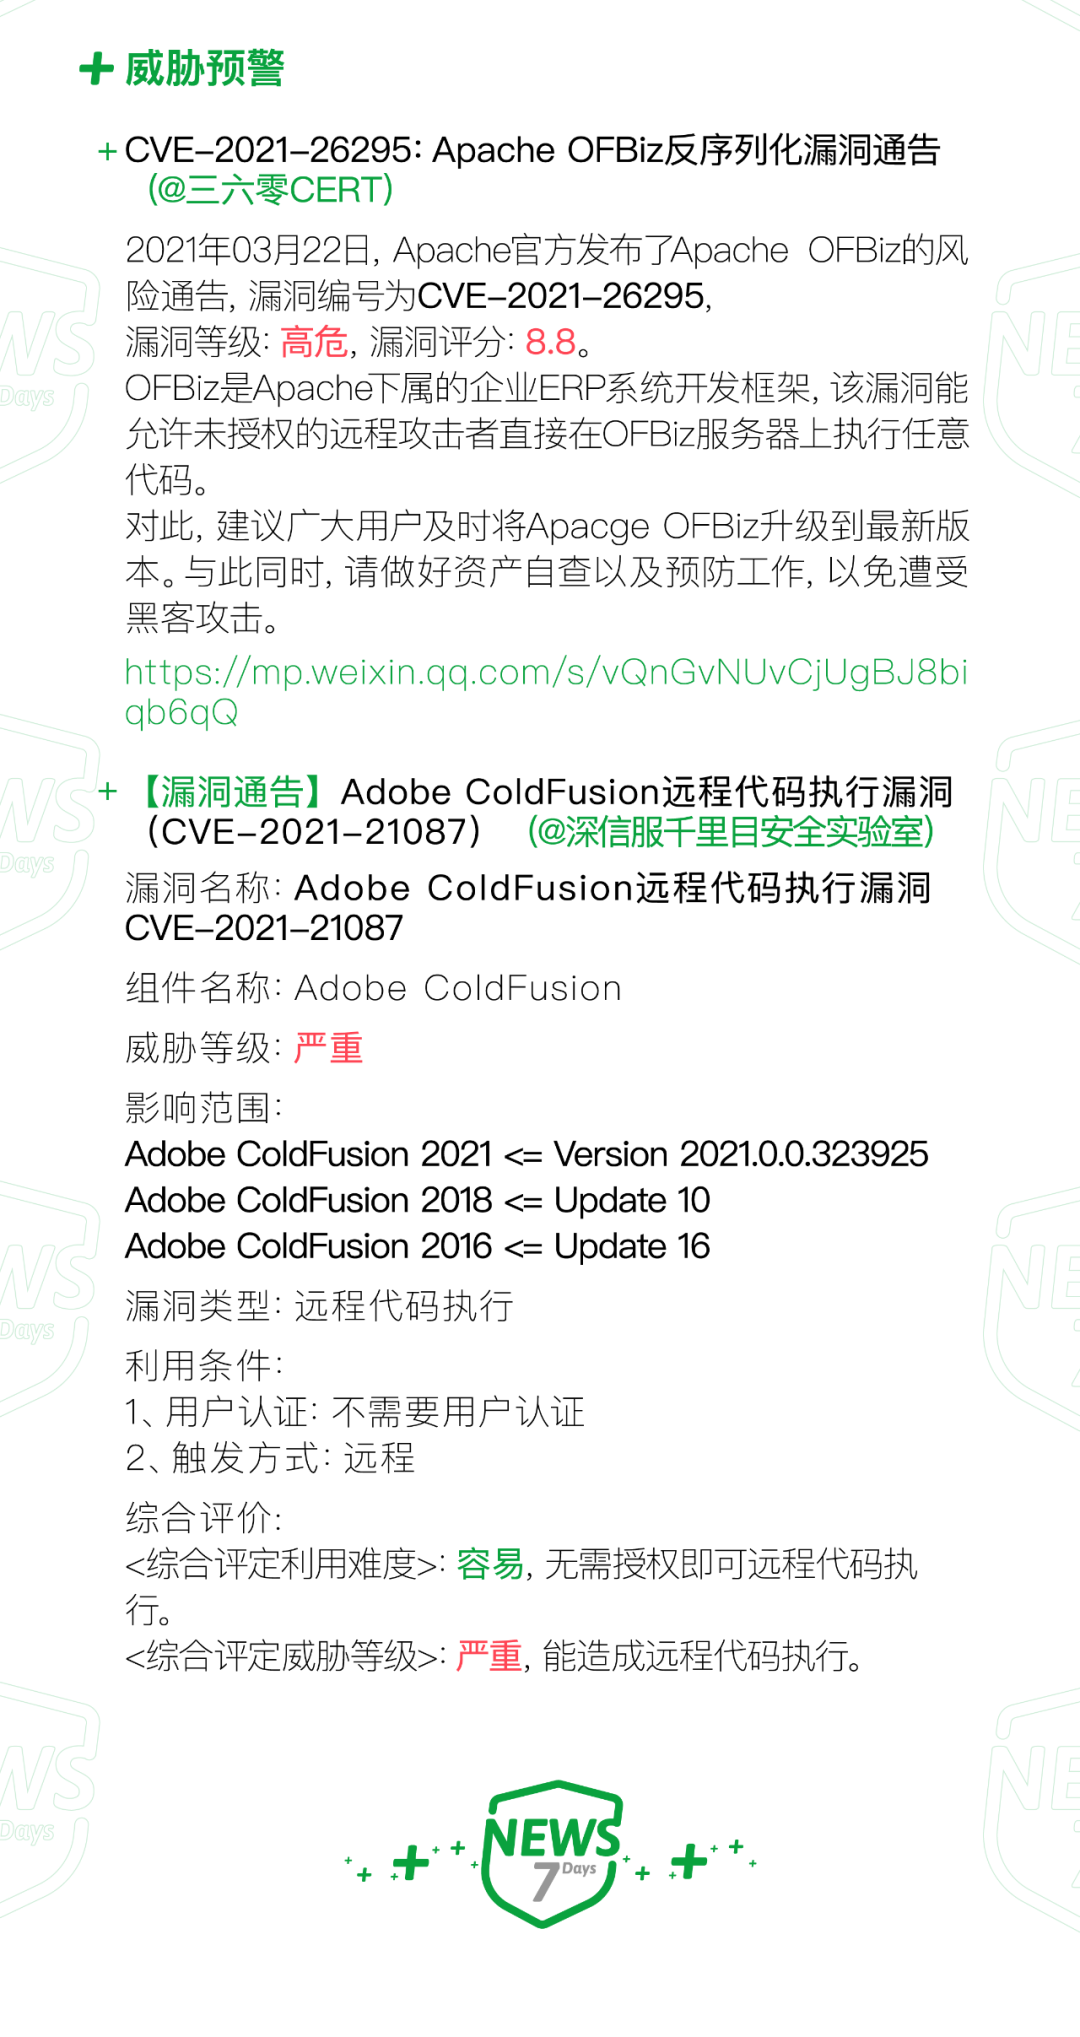 威胁预警
+ CVE-2021-26295: Apache OFBiz反序列化漏洞通告
(@三六零CERT)
2021年03月22日, Apache官方发布了Apache OFBiz的风
险通告, 漏洞编号为CVE-2021-26295,
漏洞等级: 高危, 漏洞评分: 8.8。
OFBiz是Apache下属的企业ERP系统开发框架, 该漏洞能
允许未授权的远程攻击者直接在OFBiz服务器上执行任意
代码。
对此, 建议广大用户及时将Apacge OFBiz升级到最新版
本。与此同时, 请做好资产自查以及预防工作, 以免遭受
黑客攻击。
https://mp.weixin.qq.com/s/vQnGvNUvCjUgBJ8bi
qb6qQ
+ 【漏洞通告】Adobe ColdFusion远程代码执行漏洞
(CVE-2021-21087) (@深信服千里目安全实验室)
漏洞名称: Adobe ColdFusion远程代码执行漏洞
CVE-2021-21087
组件名称: Adobe ColdFusion
威胁等级: 严重
影响范围:
Adobe ColdFusion 2021 <= Version 2021.0.0.323925
Adobe ColdFusion 2018 <= Update 10
Adobe ColdFusion 2016 <= Update 16
漏洞类型: 远程代码执行
利用条件:
1、用户认证: 不需要用户认证
2、触发方式: 远程
综合评价:
<综合评定利用难度>: 容易, 无需授权即可远程代码执
行。
<综合评定威胁等级>: 严重, 能造成远程代码执行。
NEWS
7 Days